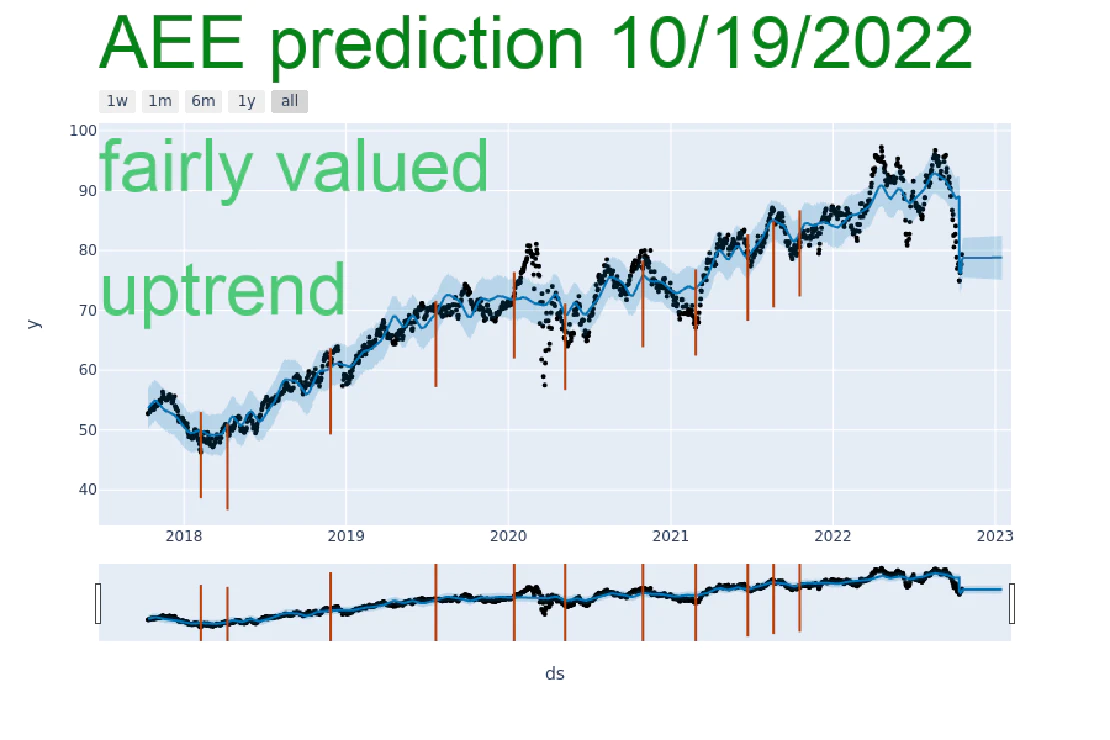 AEE prediction 10/19/2022
1w 1m 6m 1y all
100
fairly valued
90
80
uptrend
70
y
60
50
40
2018 2019 2020 2021 2022 2023
ds